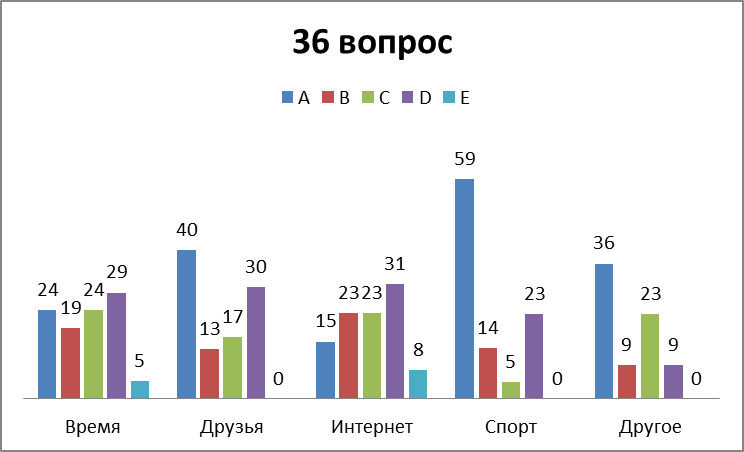 36 вопрос
A B C D E
24 19 24 29 5
40 13 17 30 0
15 23 23 31 8
59 14 5 23 0
36 9 23 9 0
Время Друзья Интернет Спорт Другое